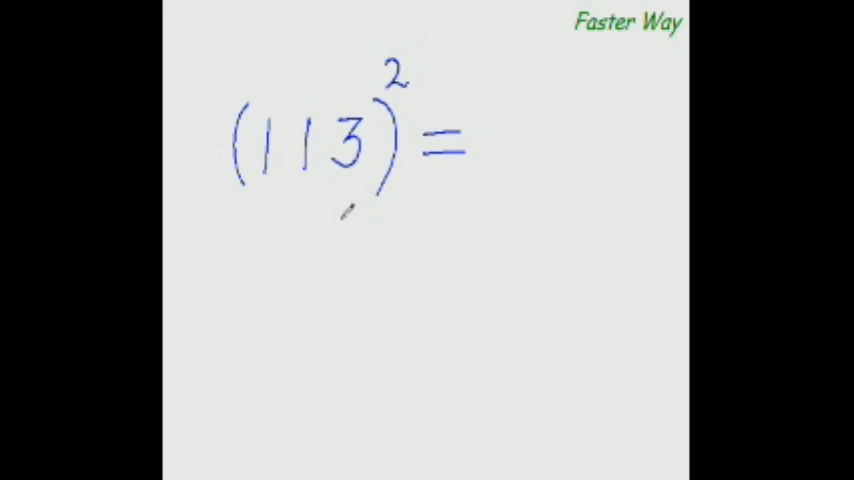 Faster Way
(113)² =